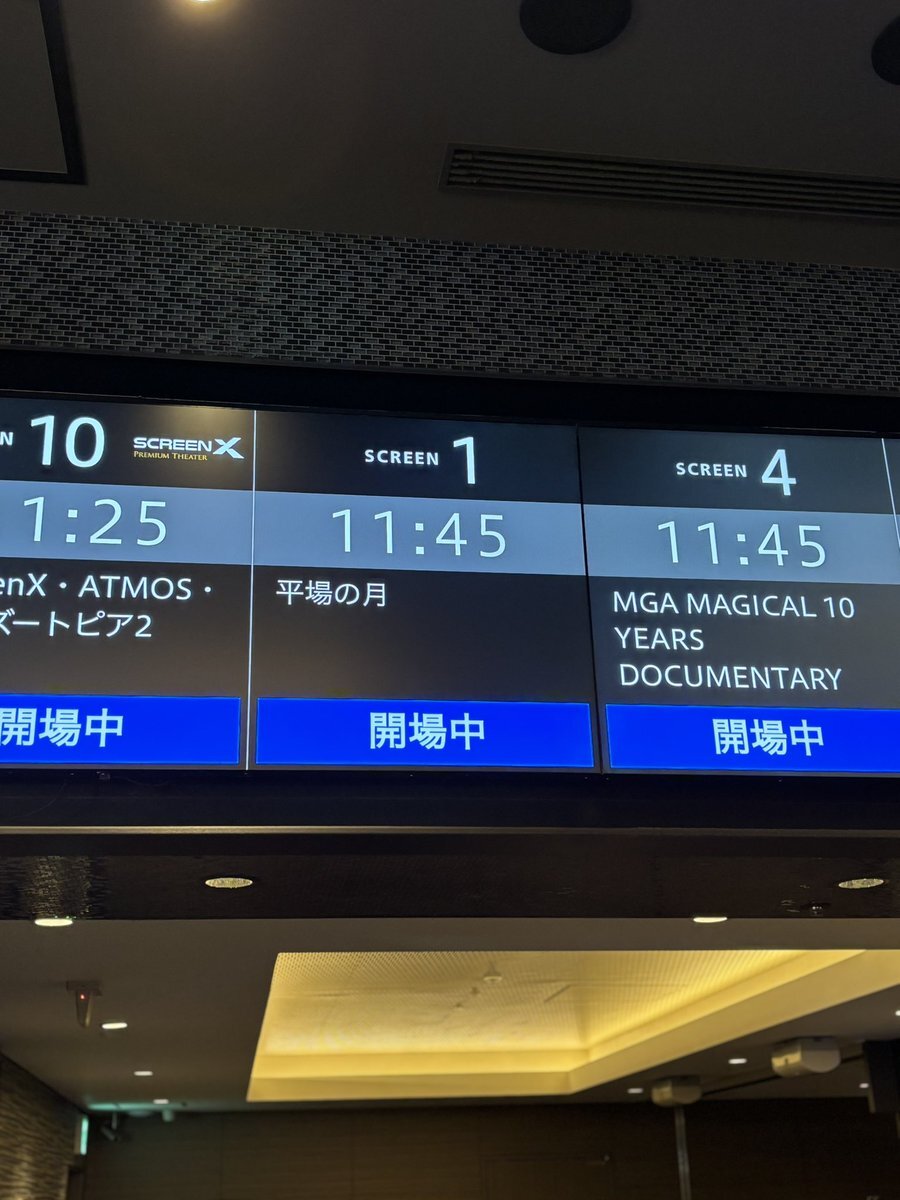 N 10 SCREENX
PREMIUM THEATER
1:25
enX・ATMOS・
ズートピア2
開場中
SCREEN 1
11:45
平場の月
開場中
SCREEN 4
11:45
MGA MAGICAL 10
YEARS
DOCUMENTARY
開場中